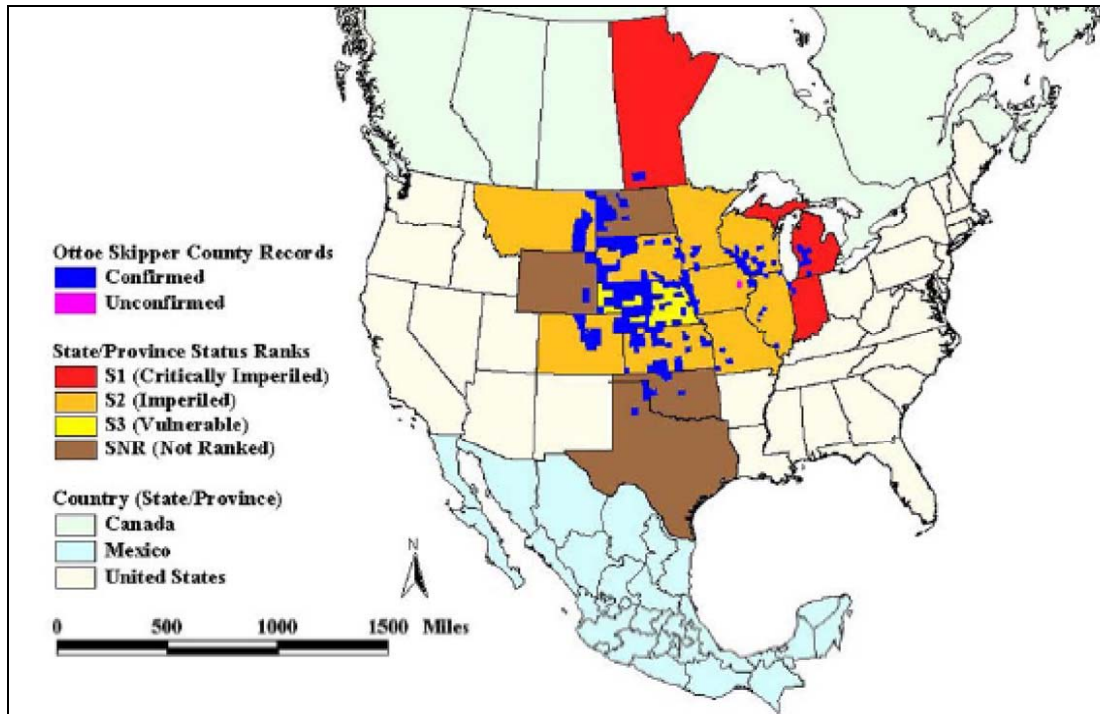 Ottoe Skipper County Records
Confirmed
Unconfirmed
State/Province Status Ranks
S1 (Critically Imperiled)
S2 (Imperiled)
S3 (Vulnerable)
SNR (Not Ranked)
Country (State/Province)
Canada
Mexico
United States
N
0 500 1000 1500 Miles